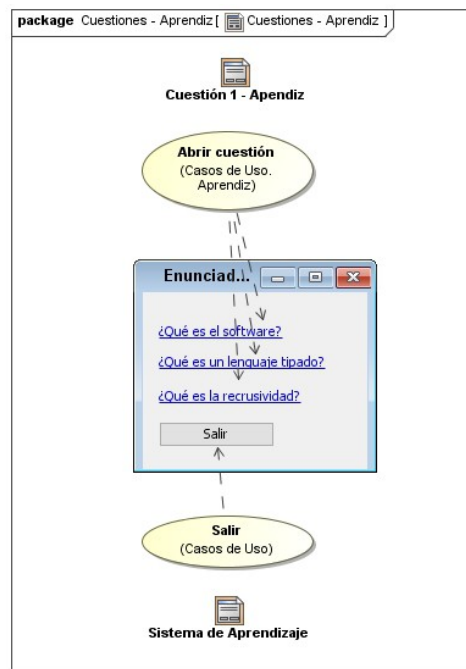 package Cuestiones - Aprendiz [ Cuestiones - Aprendiz ]
Cuestión 1 - Apendiz
Abrir cuestión
(Casos de Uso.
Aprendiz)
Enunciad...
¿Qué es el software?
¿Qué es un lenguaje tipado?
¿Qué es la recrusividad?
Salir
Salir
(Casos de Uso)
Sistema de Aprendizaje